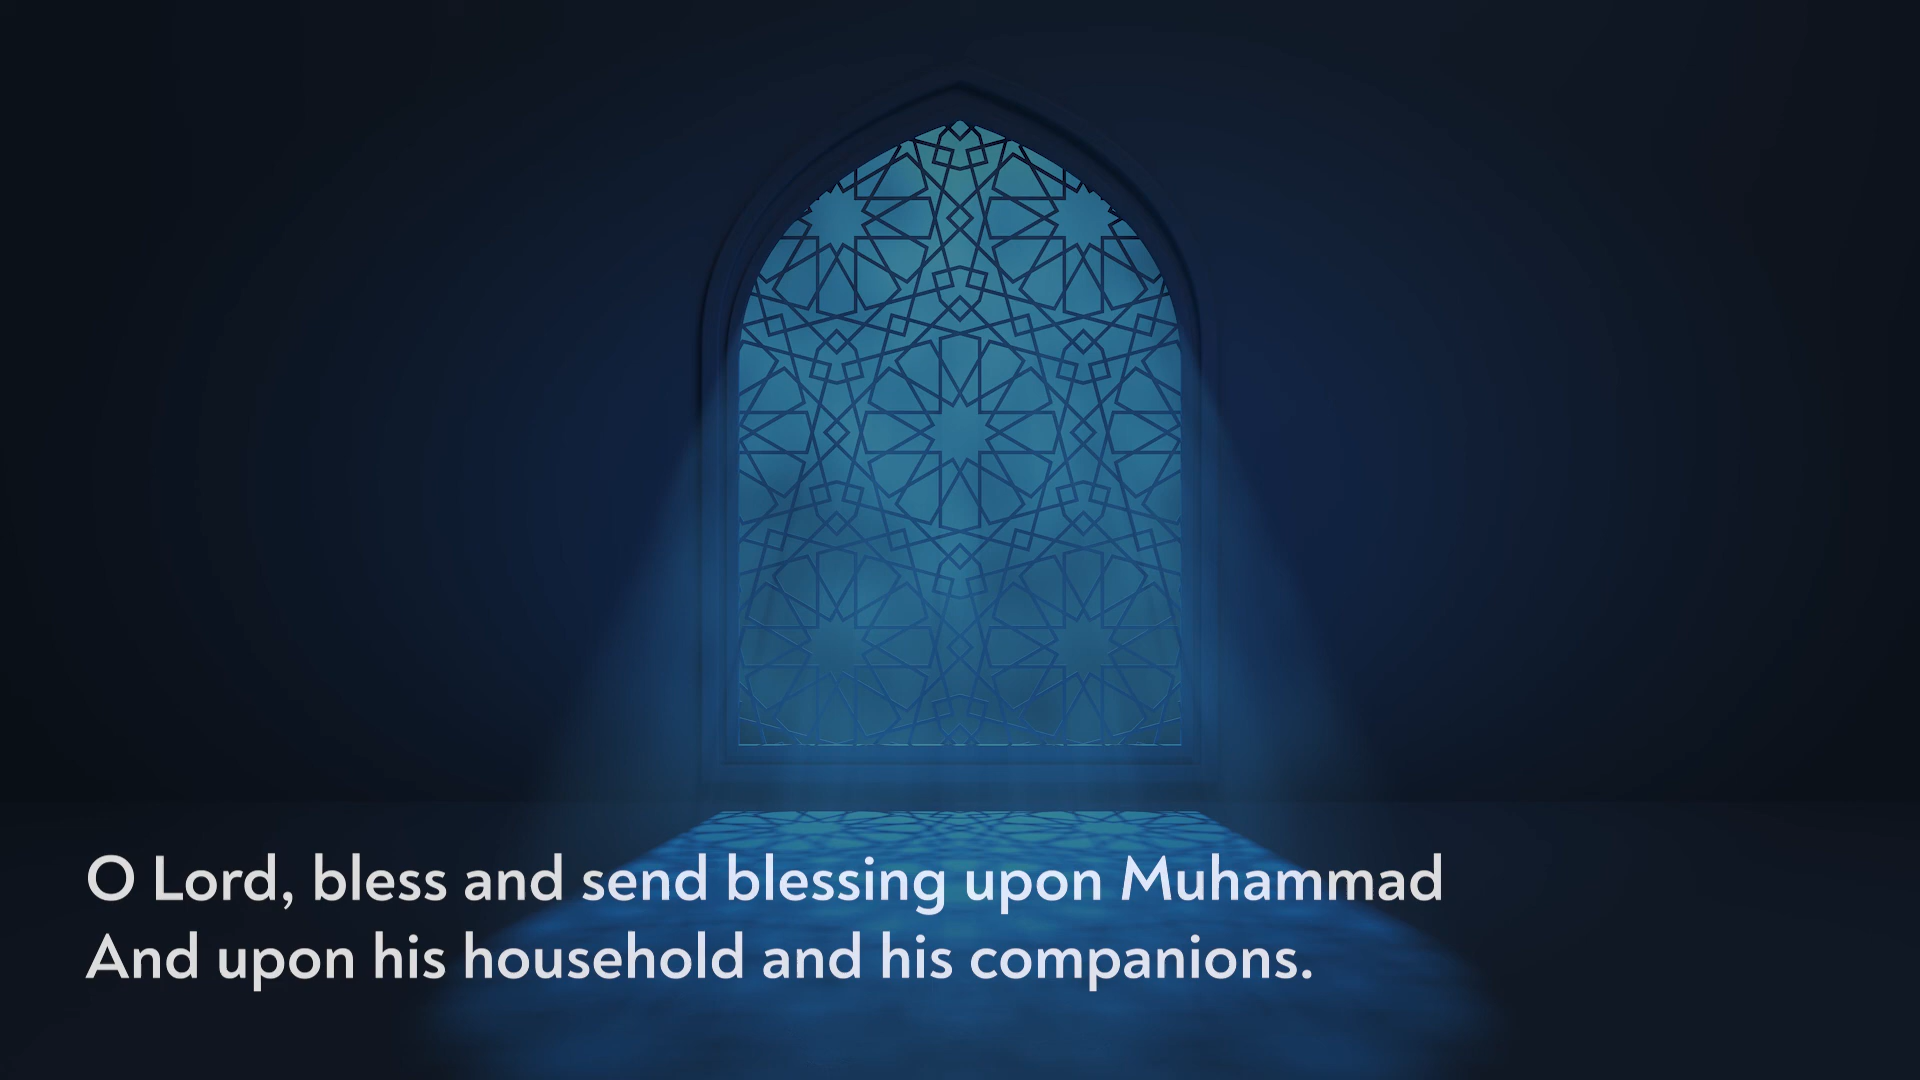 O Lord, bless and send blessing upon Muhammad
And upon his household and his companions.